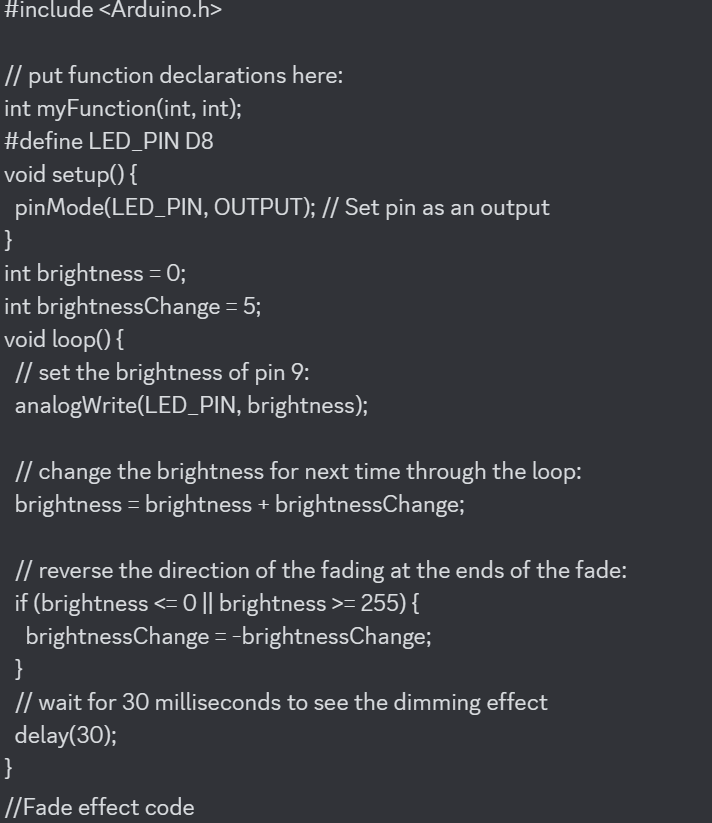 #include <Arduino.h>
// put function declarations here:
int myFunction(int, int);
#define LED_PIN D8
void setup() {
pinMode(LED_PIN, OUTPUT); // Set pin as an output
}
int brightness = 0;
int brightnessChange = 5;
void loop() {
// set the brightness of pin 9:
analogWrite(LED_PIN, brightness);
// change the brightness for next time through the loop:
brightness = brightness + brightnessChange;
// reverse the direction of the fading at the ends of the fade:
if (brightness <= 0 || brightness >= 255) {
brightnessChange = -brightnessChange;
}
// wait for 30 milliseconds to see the dimming effect
delay(30);
}
//Fade effect code